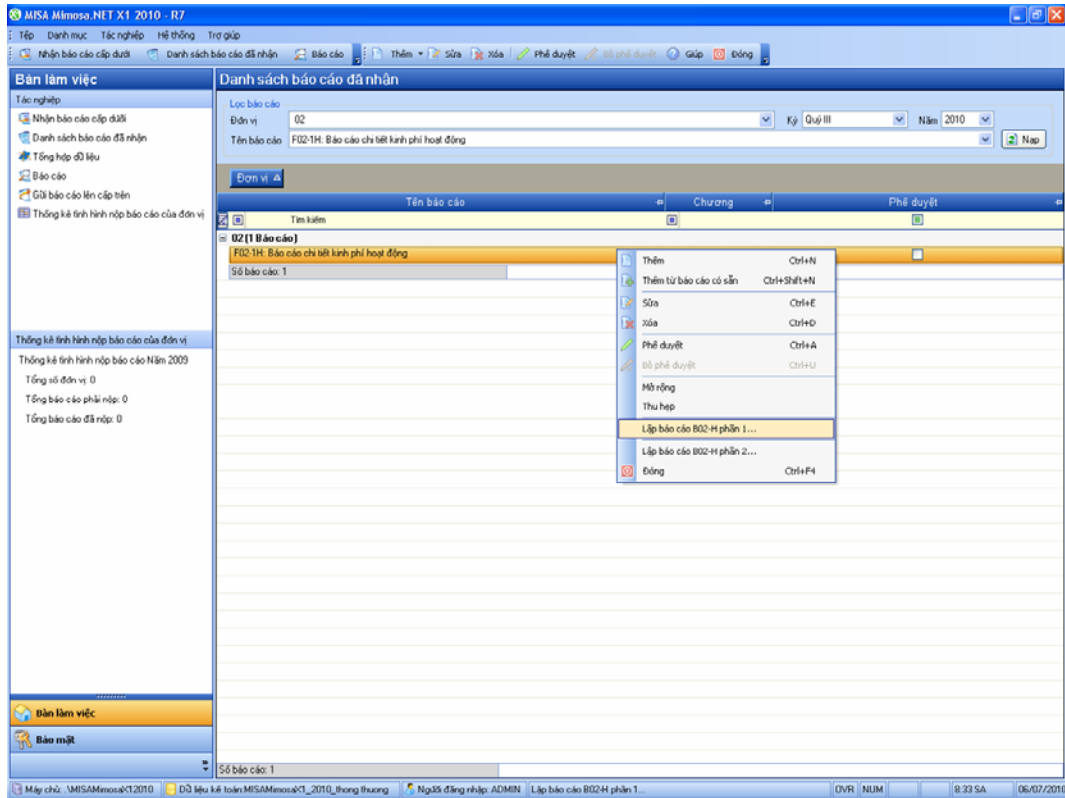 MISA Mimosa.NET X1 2010 - R7
Tệp Danh mục Tác nghiệp Hệ thống Trợ giúp
Nhận báo cáo cấp dưới Danh sách báo cáo đã nhận Báo cáo Thêm Sửa Xóa Phê duyệt Bỏ phê duyệt Giúp Đóng
Bàn làm việc
Tác nghiệp
Nhận báo cáo cấp dưới
Danh sách báo cáo đã nhận
Tổng hợp dữ liệu
Báo cáo
Gửi báo cáo lên cấp trên
Thống kê tình hình nộp báo cáo của đơn vị
Thống kê tình hình nộp báo cáo của đơn vị
Thống kê tình hình nộp báo cáo Năm 2009
Tổng số đơn vị: 0
Tổng báo cáo phải nộp: 0
Tổng báo cáo đã nộp: 0
Bàn làm việc
Bảo mật
Danh sách báo cáo đã nhận
Lọc báo cáo
Đơn vị 02 Kỳ Quý III Năm 2010
Tên báo cáo F02-1H: Báo cáo chi tiết kinh phí hoạt động Nạp
Đơn vị
Tên báo cáo Chương Phê duyệt
Tìm kiếm
02 (1 Báo cáo)
F02-1H: Báo cáo chi tiết kinh phí hoạt động
Số báo cáo: 1
Thêm Ctrl+N
Thêm từ báo cáo có sẵn Ctrl+Shift+N
Sửa Ctrl+E
Xóa Ctrl+D
Phê duyệt Ctrl+A
Bỏ phê duyệt Ctrl+U
Mở rộng
Thu hẹp
Lập báo cáo B02-H phần 1...
Lập báo cáo B02-H phần 2...
Đóng Ctrl+F4
Số báo cáo: 1
Máy chủ: .\MISAMimosaX12010 Dữ liệu kế toán:MISAMimosaX1_2010_thong thuong Người đăng nhập: ADMIN Lập báo cáo B02-H phần 1... OVR NUM 8:33 SA 06/07/2010